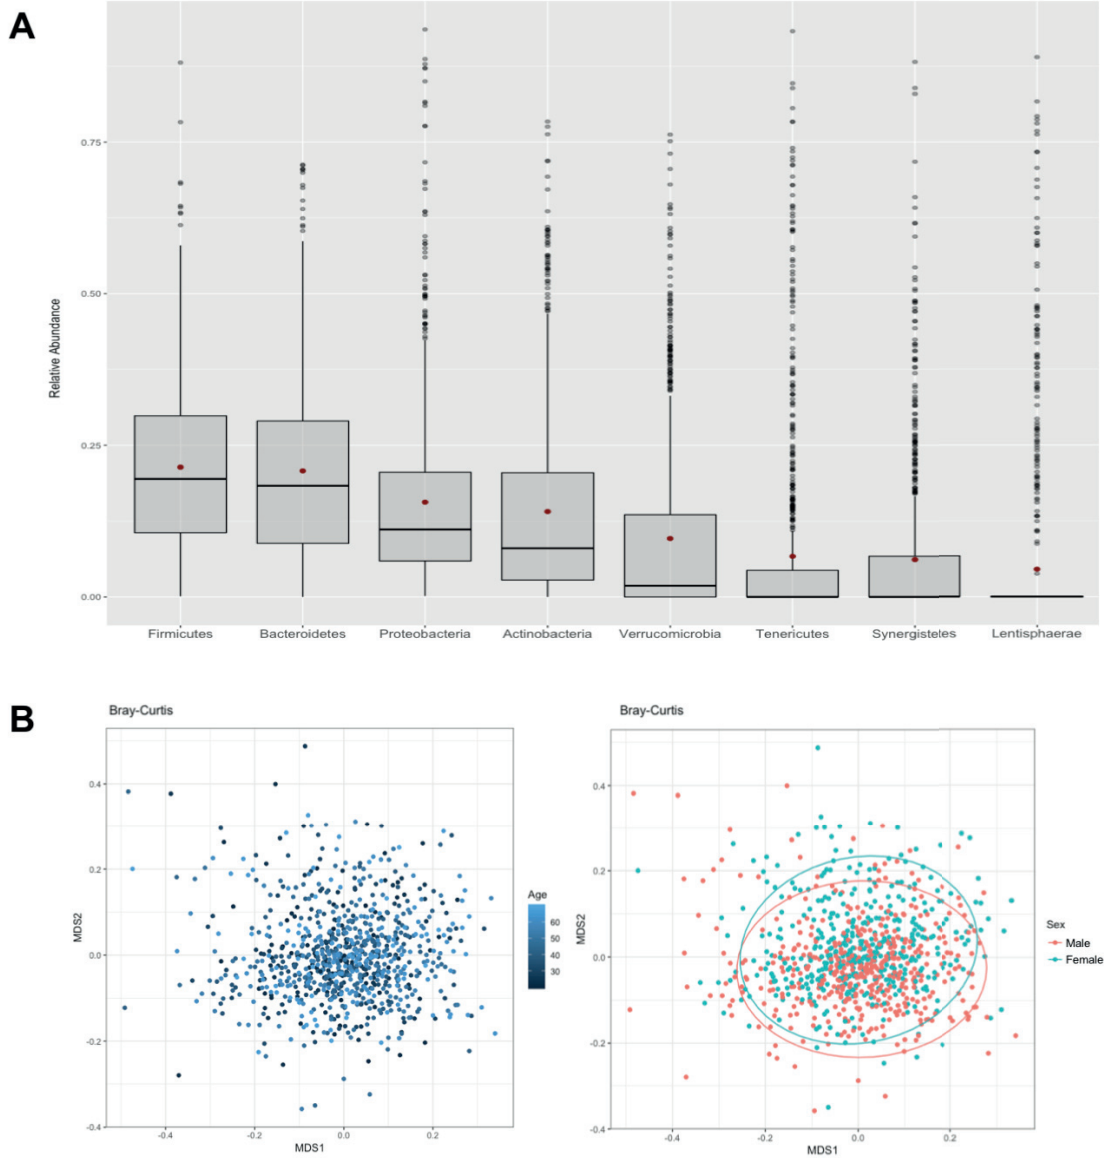 A
Relative Abundance
0.75
0.50
0.25
0.00
Firmicutes Bacteroidetes Proteobacteria Actinobacteria Verrucomicrobia Tenericutes Synergisteles Lentisphaerae
B
Bray-Curtis
MDS2
0.4
0.2
0.0
-0.2
-0.4
-0.4 -0.2 0.0 0.2
MDS1
Age
60
50
40
30
Bray-Curtis
MDS2
0.4
0.2
0.0
-0.2
-0.4
-0.4 -0.2 0.0 0.2
MDS1
Sex
Male
Female